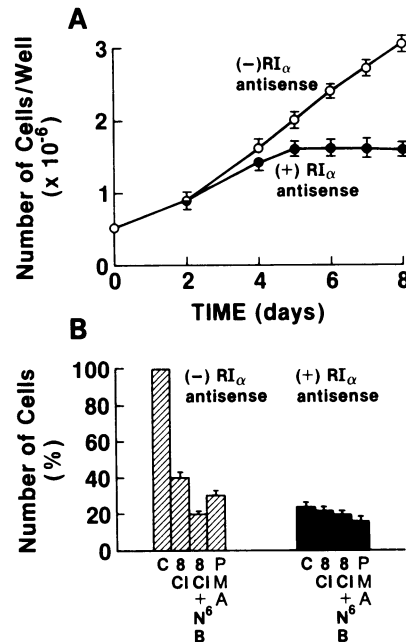 A
Number of Cells/Well
(x 10-6)
3
2
1
0
(-)RIα
antisense
(+) RIα
antisense
0 2 4 6 8
TIME (days)
B
Number of Cells
(%)
100
80
60
40
20
0
(-) RIα
antisense
(+) RIα
antisense
C 8 8 P C 8 8 P
Cl Cl M Cl Cl M
+ A + A
N6 N6
B B